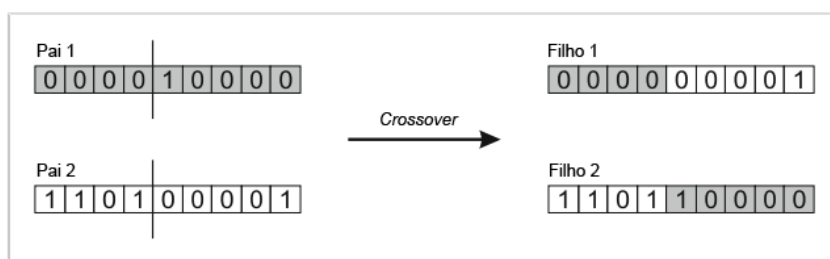 Pai 1
0 0 0 0 1 0 0 0 0
Pai 2
1 1 0 1 0 0 0 0 1
Crossover
Filho 1
0 0 0 0 0 0 0 0 1
Filho 2
1 1 0 1 1 0 0 0 0